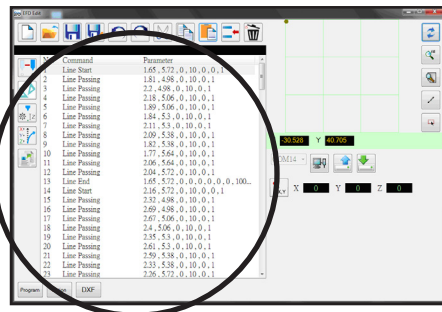 DTD Edit
No Command Parameter
1 Line Start 1.65 , 5.72 , 0 , 10 , 0 , 0 , 1
2 Line Passing 1.81 , 4.98 , 0 , 10 , 0 , 1
3 Line Passing 2.2 , 4.98 , 0 , 10 , 0 , 1
4 Line Passing 2.18 , 5.06 , 0 , 10 , 0 , 1
5 Line Passing 1.89 , 5.06 , 0 , 10 , 0 , 1
6 Line Passing 1.84 , 5.3 , 0 , 10 , 0 , 1
7 Line Passing 2.11 , 5.3 , 0 , 10 , 0 , 1
8 Line Passing 2.09 , 5.38 , 0 , 10 , 0 , 1
9 Line Passing 1.82 , 5.38 , 0 , 10 , 0 , 1
10 Line Passing 1.77 , 5.64 , 0 , 10 , 0 , 1
11 Line Passing 2.06 , 5.64 , 0 , 10 , 0 , 1
12 Line Passing 2.04 , 5.72 , 0 , 10 , 0 , 1
13 Line End 1.65 , 5.72 , 0 , 0 , 0 , 0 , 0 , 100...
14 Line Start 2.16 , 5.72 , 0 , 10 , 0 , 1
15 Line Passing 2.32 , 4.98 , 0 , 10 , 0 , 1
16 Line Passing 2.69 , 4.98 , 0 , 10 , 0 , 1
17 Line Passing 2.67 , 5.06 , 0 , 10 , 0 , 1
18 Line Passing 2.4 , 5.06 , 0 , 10 , 0 , 1
19 Line Passing 2.35 , 5.3 , 0 , 10 , 0 , 1
20 Line Passing 2.61 , 5.3 , 0 , 10 , 0 , 1
21 Line Passing 2.59 , 5.38 , 0 , 10 , 0 , 1
22 Line Passing 2.33 , 5.38 , 0 , 10 , 0 , 1
23 Line Passing 2.26 , 5.72 , 0 , 10 , 0 , 1
30.528 Y 40.705
COM14
X,Y X 0 Y 0 Z 0
Program DXF